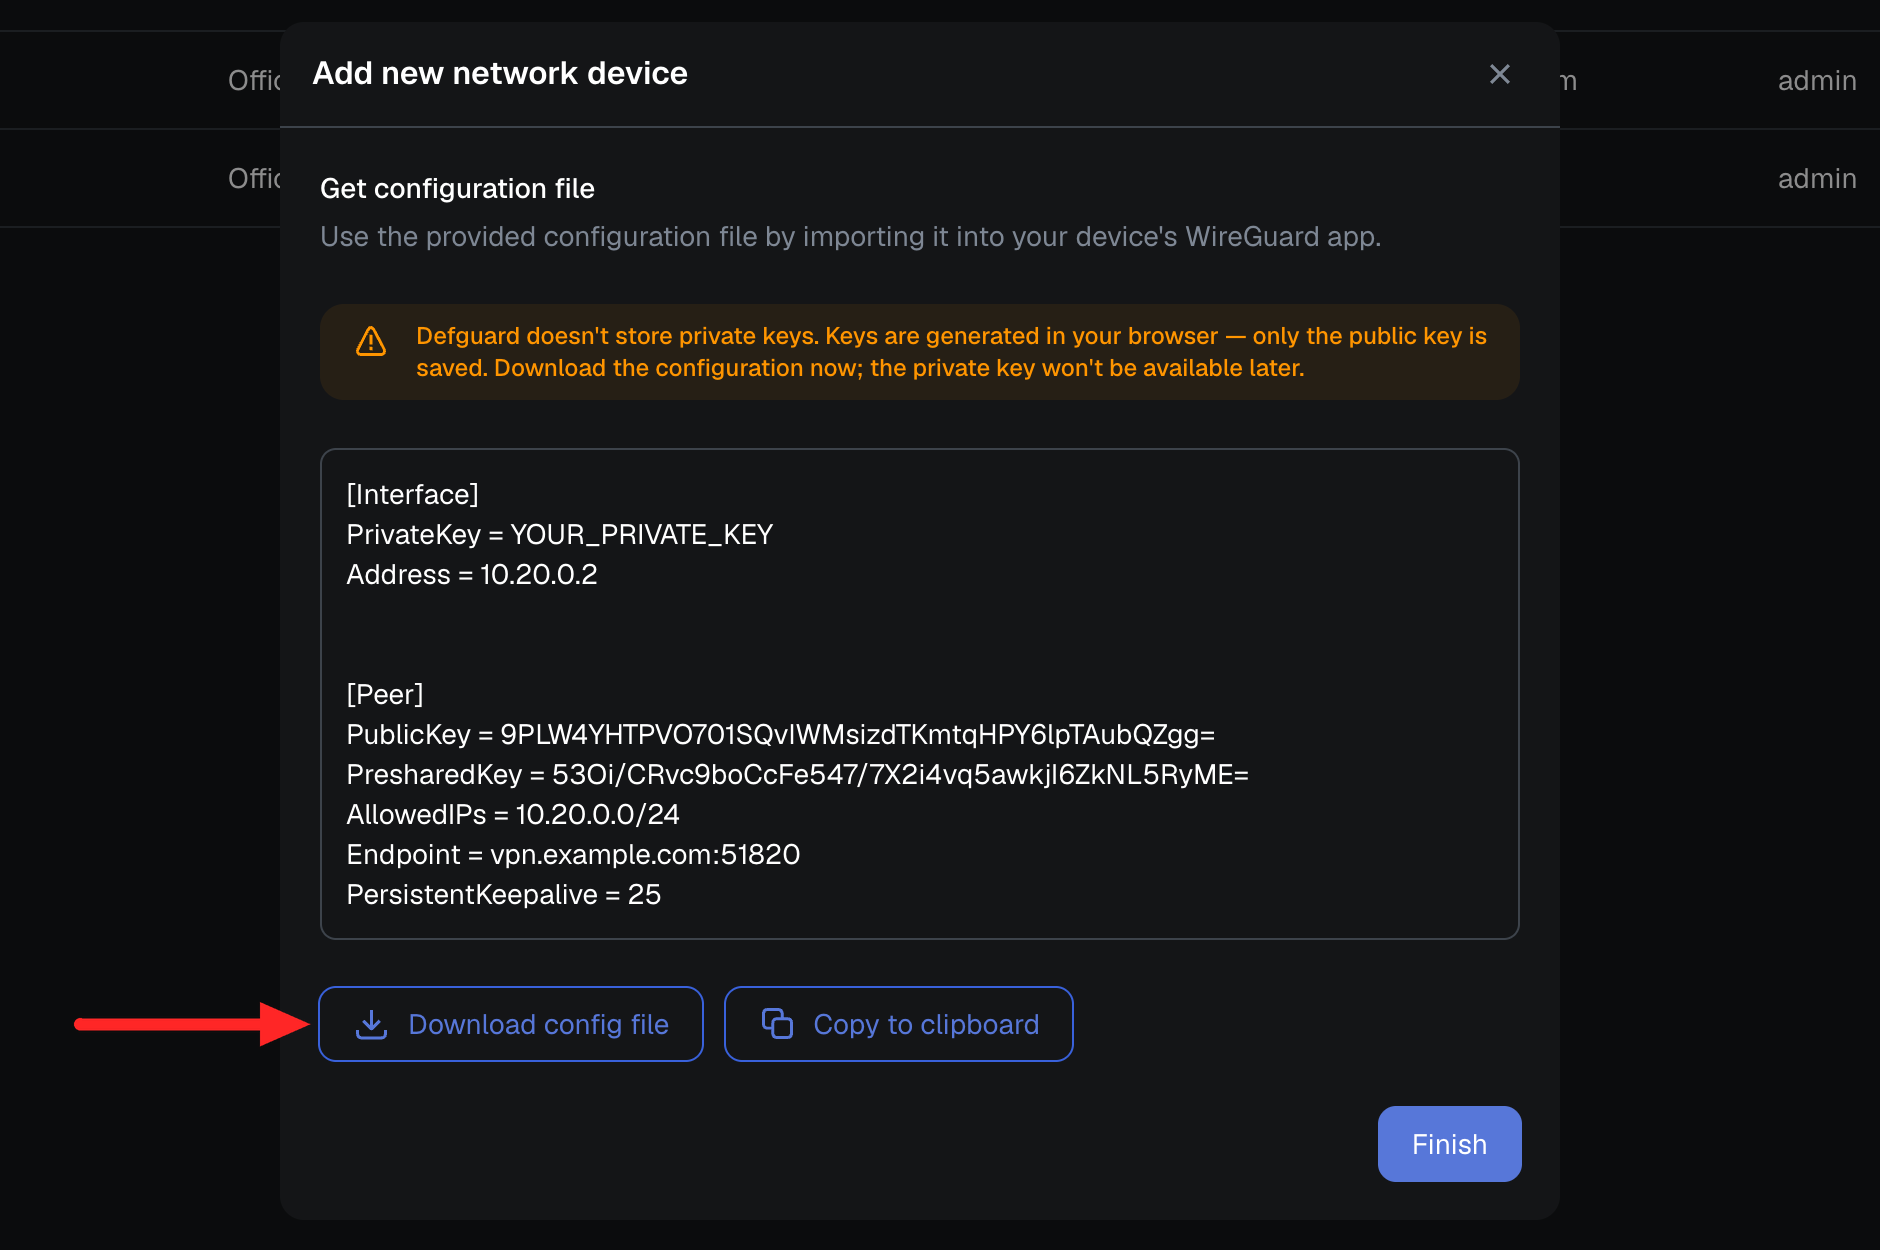 Add new network device
admin
admin
Get configuration file
Use the provided configuration file by importing it into your device's WireGuard app.
Defguard doesn't store private keys. Keys are generated in your browser — only the public key is
saved. Download the configuration now; the private key won't be available later.
[Interface]
PrivateKey = YOUR_PRIVATE_KEY
Address = 10.20.0.2
[Peer]
PublicKey = 9PLW4YHTPVO701SQvIWMsizdTKmtqHPY6lpTAubQZgg=
PresharedKey = 53Oi/CRvc9boCcFe547/7X2i4vq5awkjI6ZkNL5RyME=
AllowedIPs = 10.20.0.0/24
Endpoint = vpn.example.com:51820
PersistentKeepalive = 25
Download config file
Copy to clipboard
Finish